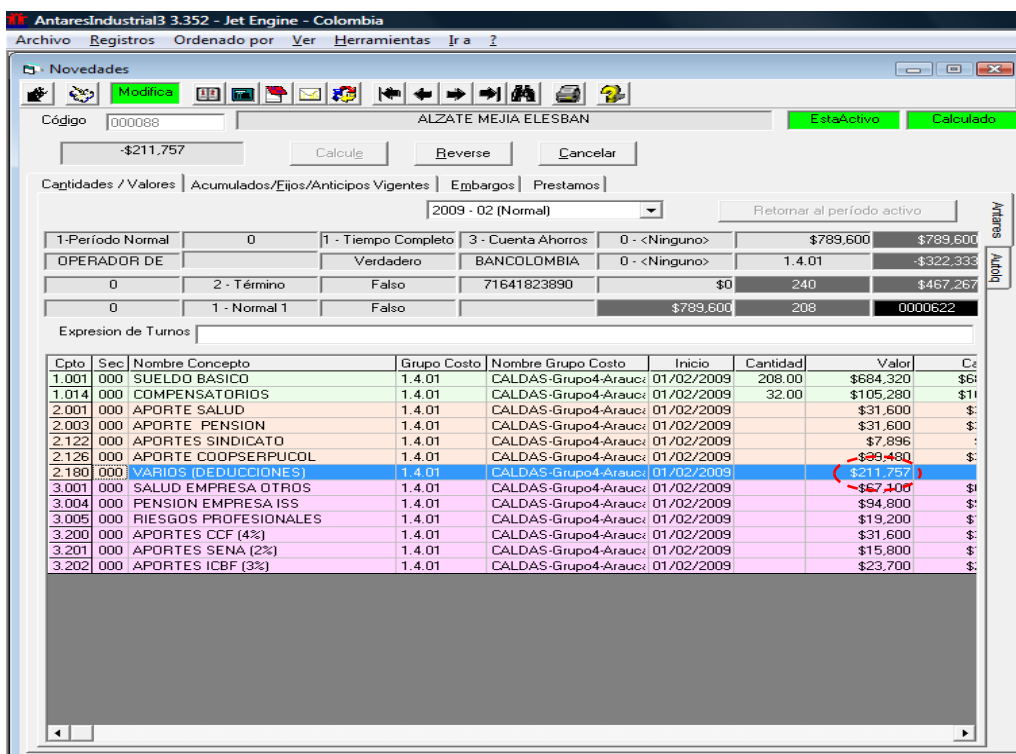 AntaresIndustrial3 3.352 - Jet Engine - Colombia
Archivo Registros Ordenado por Ver Herramientas Ir a ?
Novedades
Modifica
Código 000088 ALZATE MEJIA ELESBAN EstaActivo Calculado
-$211,757 Calcule Reverse Cancelar
Cantidades / Valores Acumulados/Fijos/Anticipos Vigentes Embargos Prestamos
2009 - 02 (Normal) Retornar al período activo
Antares
Autoliq
1-Período Normal 0 1 - Tiempo Completo 3 - Cuenta Ahorros 0 - <Ninguno> $789,600 $789,600
OPERADOR DE Verdadero BANCOLOMBIA 0 - <Ninguno> 1.4.01 -$322,333
0 2 - Término Falso 71641823890 $0 240 $467,267
0 1 - Normal 1 Falso $789,600 208 0000622
Expresion de Turnos
Cpto Sec Nombre Concepto Grupo Costo Nombre Grupo Costo Inicio Cantidad Valor Ca
1.001 000 SUELDO BASICO 1.4.01 CALDAS-Grupo4-Arauca 01/02/2009 208.00 $684,320 $68
1.014 000 COMPENSATORIOS 1.4.01 CALDAS-Grupo4-Arauca 01/02/2009 32.00 $105,280 $10
2.001 000 APORTE SALUD 1.4.01 CALDAS-Grupo4-Arauca 01/02/2009 $31,600 $3
2.003 000 APORTE PENSION 1.4.01 CALDAS-Grupo4-Arauca 01/02/2009 $31,600 $3
2.122 000 APORTES SINDICATO 1.4.01 CALDAS-Grupo4-Arauca 01/02/2009 $7,896
2.126 000 APORTE COOPSERPUCOL 1.4.01 CALDAS-Grupo4-Arauca 01/02/2009 $39,480 $3
2.180 000 VARIOS (DEDUCCIONES) 1.4.01 CALDAS-Grupo4-Arauca 01/02/2009 $211,757
3.001 000 SALUD EMPRESA OTROS 1.4.01 CALDAS-Grupo4-Arauca 01/02/2009 $67,100 $6
3.004 000 PENSION EMPRESA ISS 1.4.01 CALDAS-Grupo4-Arauca 01/02/2009 $94,800 $9
3.005 000 RIESGOS PROFESIONALES 1.4.01 CALDAS-Grupo4-Arauca 01/02/2009 $19,200 $1
3.200 000 APORTES CCF (4%) 1.4.01 CALDAS-Grupo4-Arauca 01/02/2009 $31,600 $3
3.201 000 APORTES SENA (2%) 1.4.01 CALDAS-Grupo4-Arauca 01/02/2009 $15,800 $1
3.202 000 APORTES ICBF (3%) 1.4.01 CALDAS-Grupo4-Arauca 01/02/2009 $23,700 $2